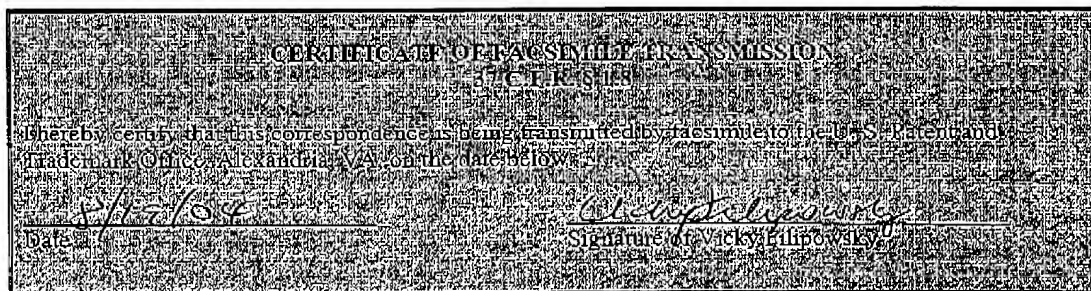 CERTIFICATE OF FACSIMILE TRANSMISSION
37 C.F.R. § 1.8
I hereby certify that this correspondence is being transmitted by facsimile to the U.S. Patent and
Trademark Office, Alexandria, VA, on the date below.
Date
Signature of Vicky Filipowsky